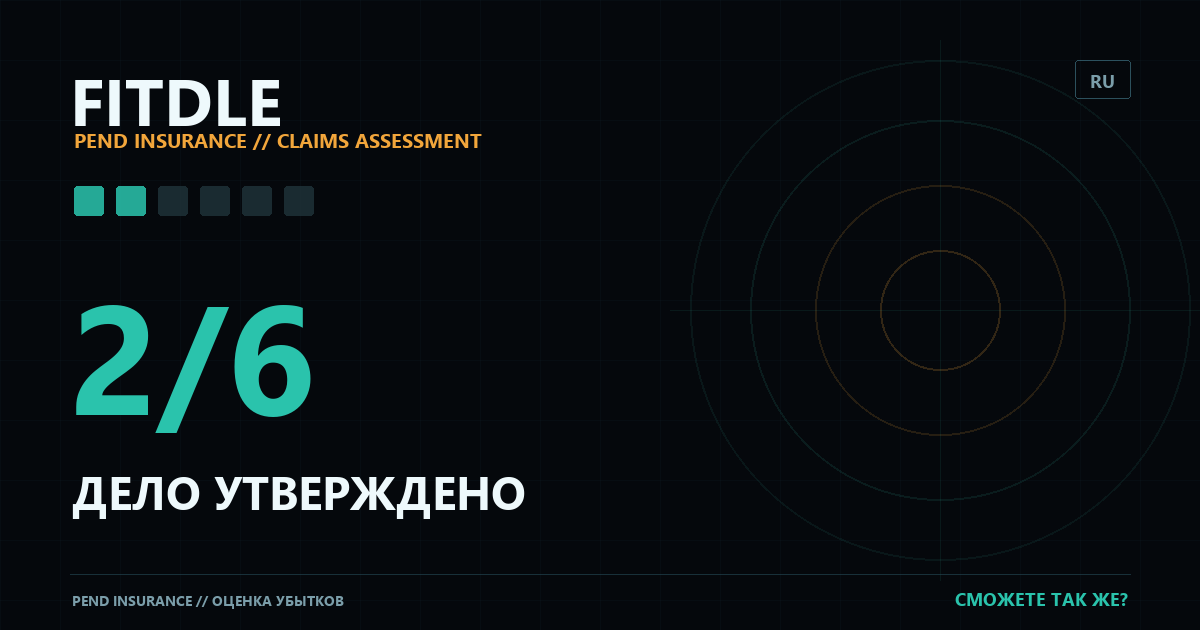 FITDLE
RU
PEND INSURANCE // CLAIMS ASSESSMENT
2/6
ДЕЛО УТВЕРЖДЕНО
PEND INSURANCE // ОЦЕНКА УБЫТКОВ
СМОЖЕТЕ ТАК ЖЕ?